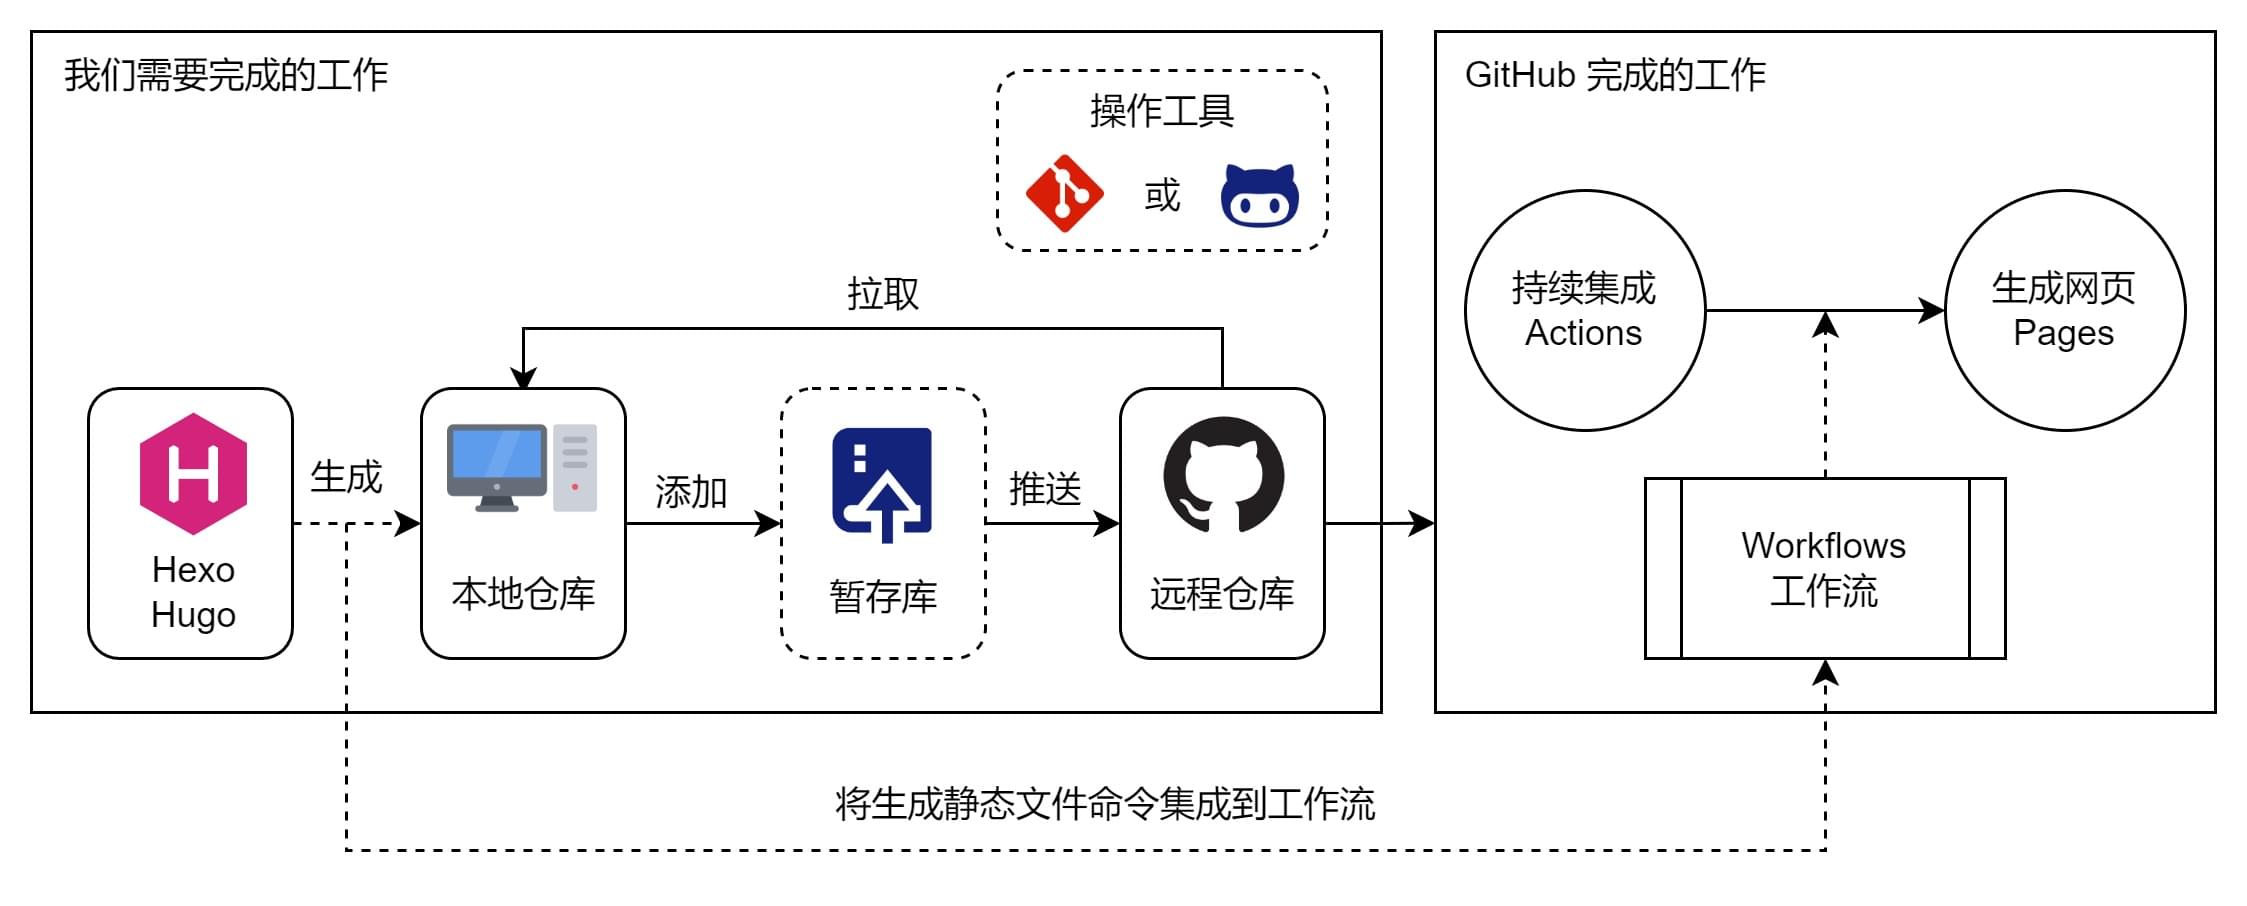 我们需要完成的工作
操作工具
或
拉取
H
Hexo
Hugo
生成
本地仓库
添加
暂存库
推送
远程仓库
GitHub 完成的工作
持续集成
Actions
生成网页
Pages
Workflows
工作流
将生成静态文件命令集成到工作流